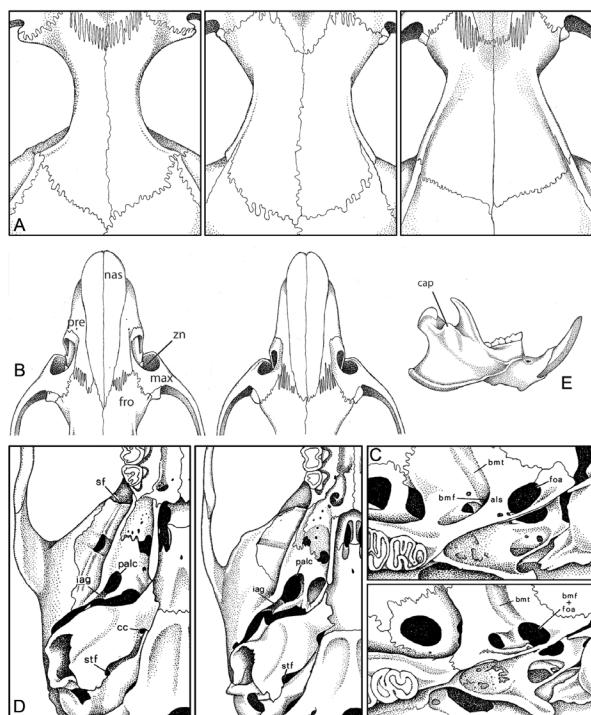 A
nas
pre
zn
max
fro
B
cap
E
sf
palc
iag
cc
stf
D
palc
iag
stf
C
bmt
foa
bmf
als
bmt
bmf
+
foa